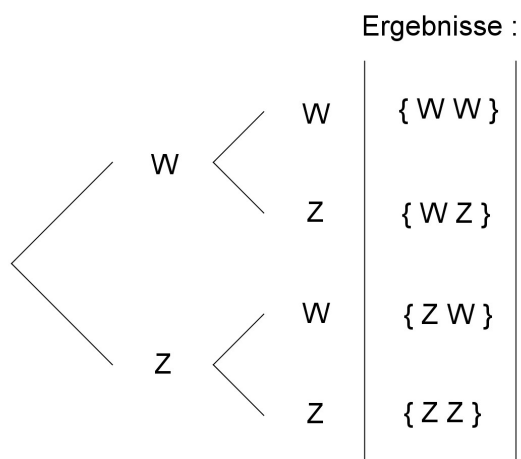 Ergebnisse :
W { W W }
W
Z { W Z }
W { Z W }
Z
Z { Z Z }